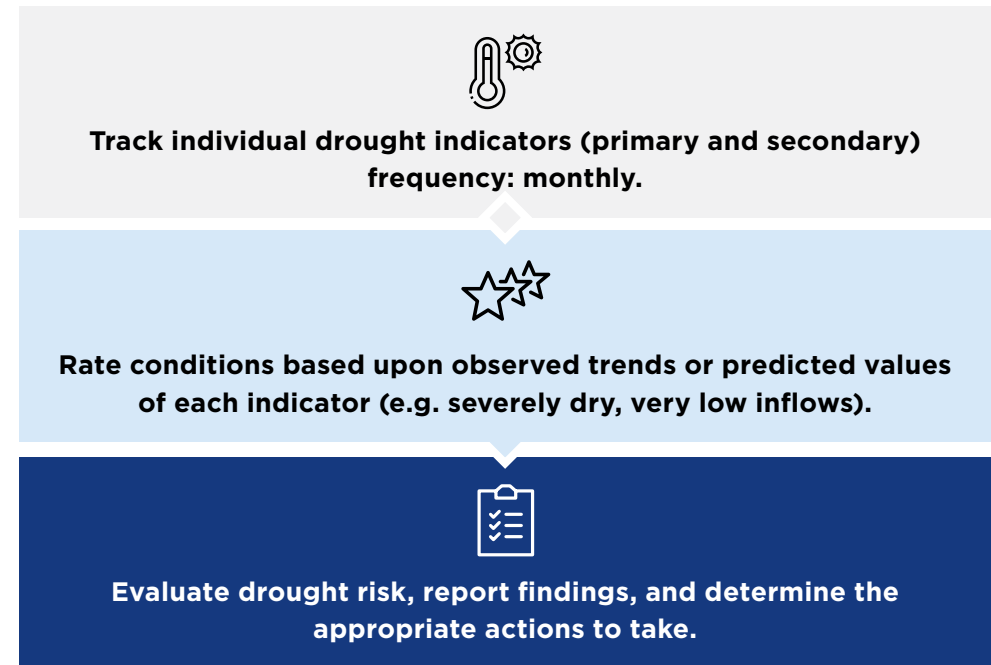 Track individual drought indicators (primary and secondary)
frequency: monthly.
Rate conditions based upon observed trends or predicted values
of each indicator (e.g. severely dry, very low inflows).
Evaluate drought risk, report findings, and determine the
appropriate actions to take.